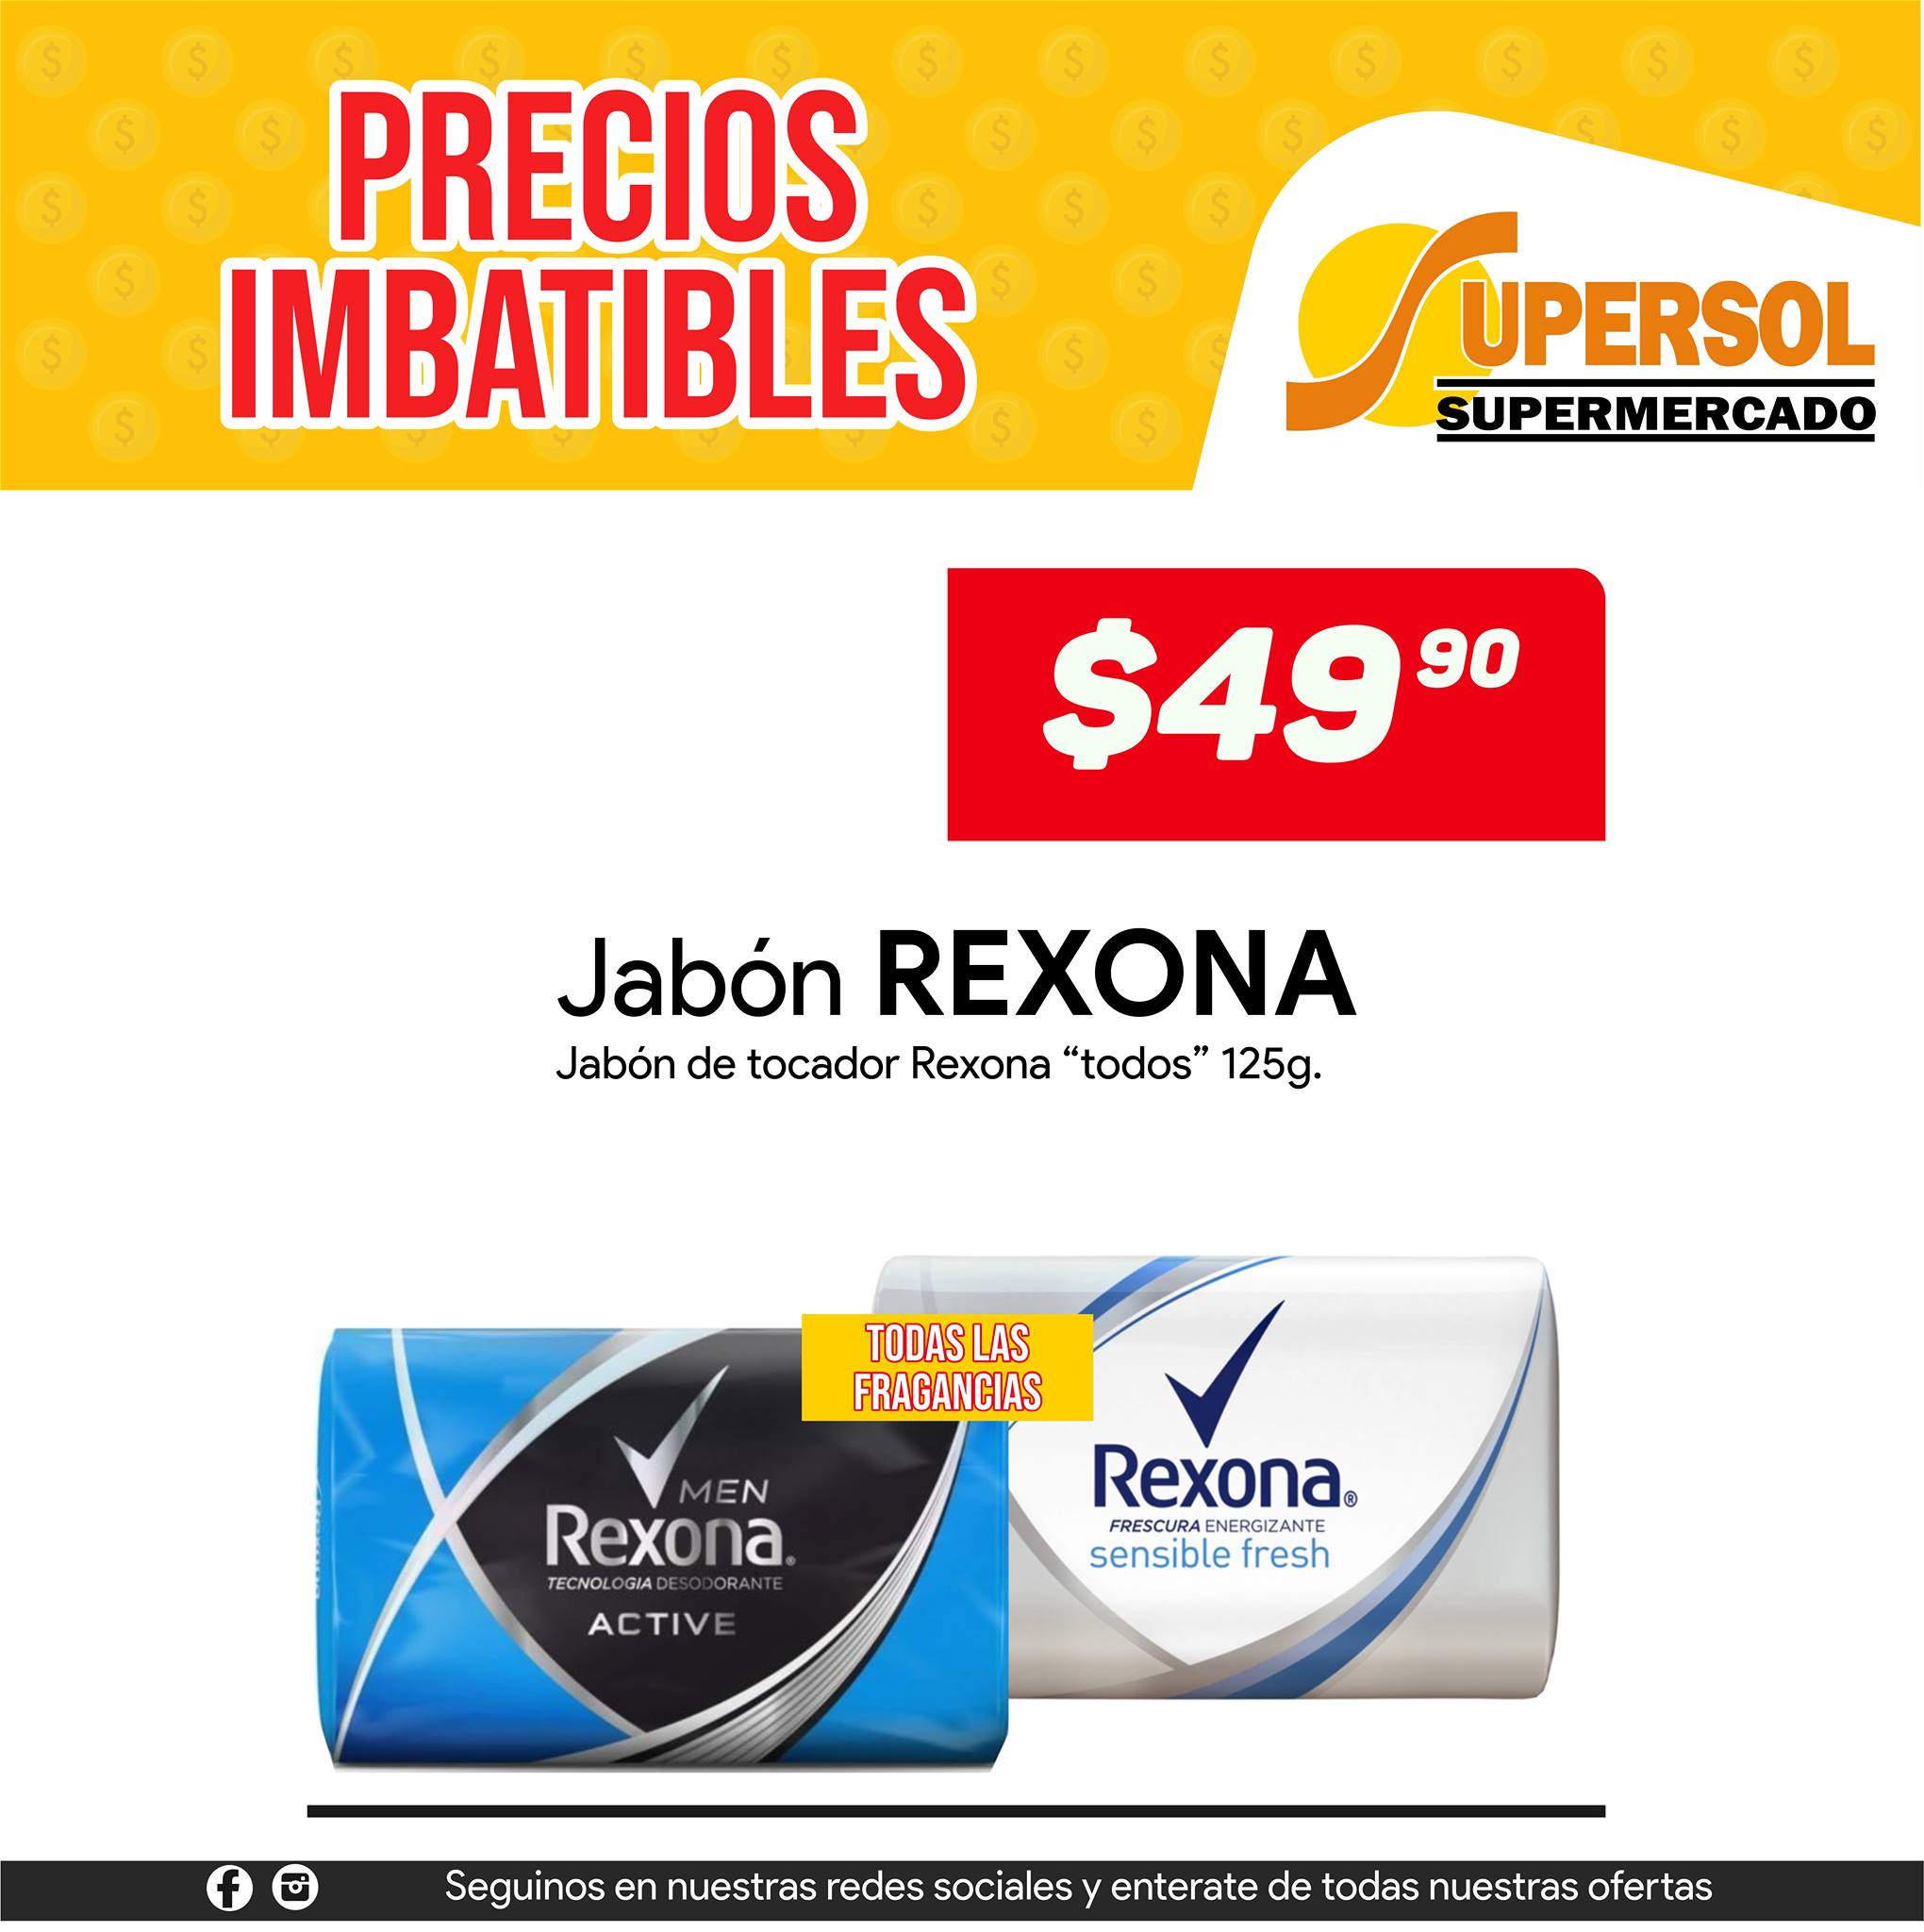 PRECIOS
IMBATIBLES
SUPERSOL
SUPERMERCADO
$49 90
Jabón REXONA
Jabón de tocador Rexona “todos” 125g.
TODAS LAS
FRAGANCIAS
MEN
Rexona
TECNOLOGIA DESODORANTE
ACTIVE
Rexona®
FRESCURA ENERGIZANTE
sensible fresh
Seguinos en nuestras redes sociales y enterate de todas nuestras ofertas